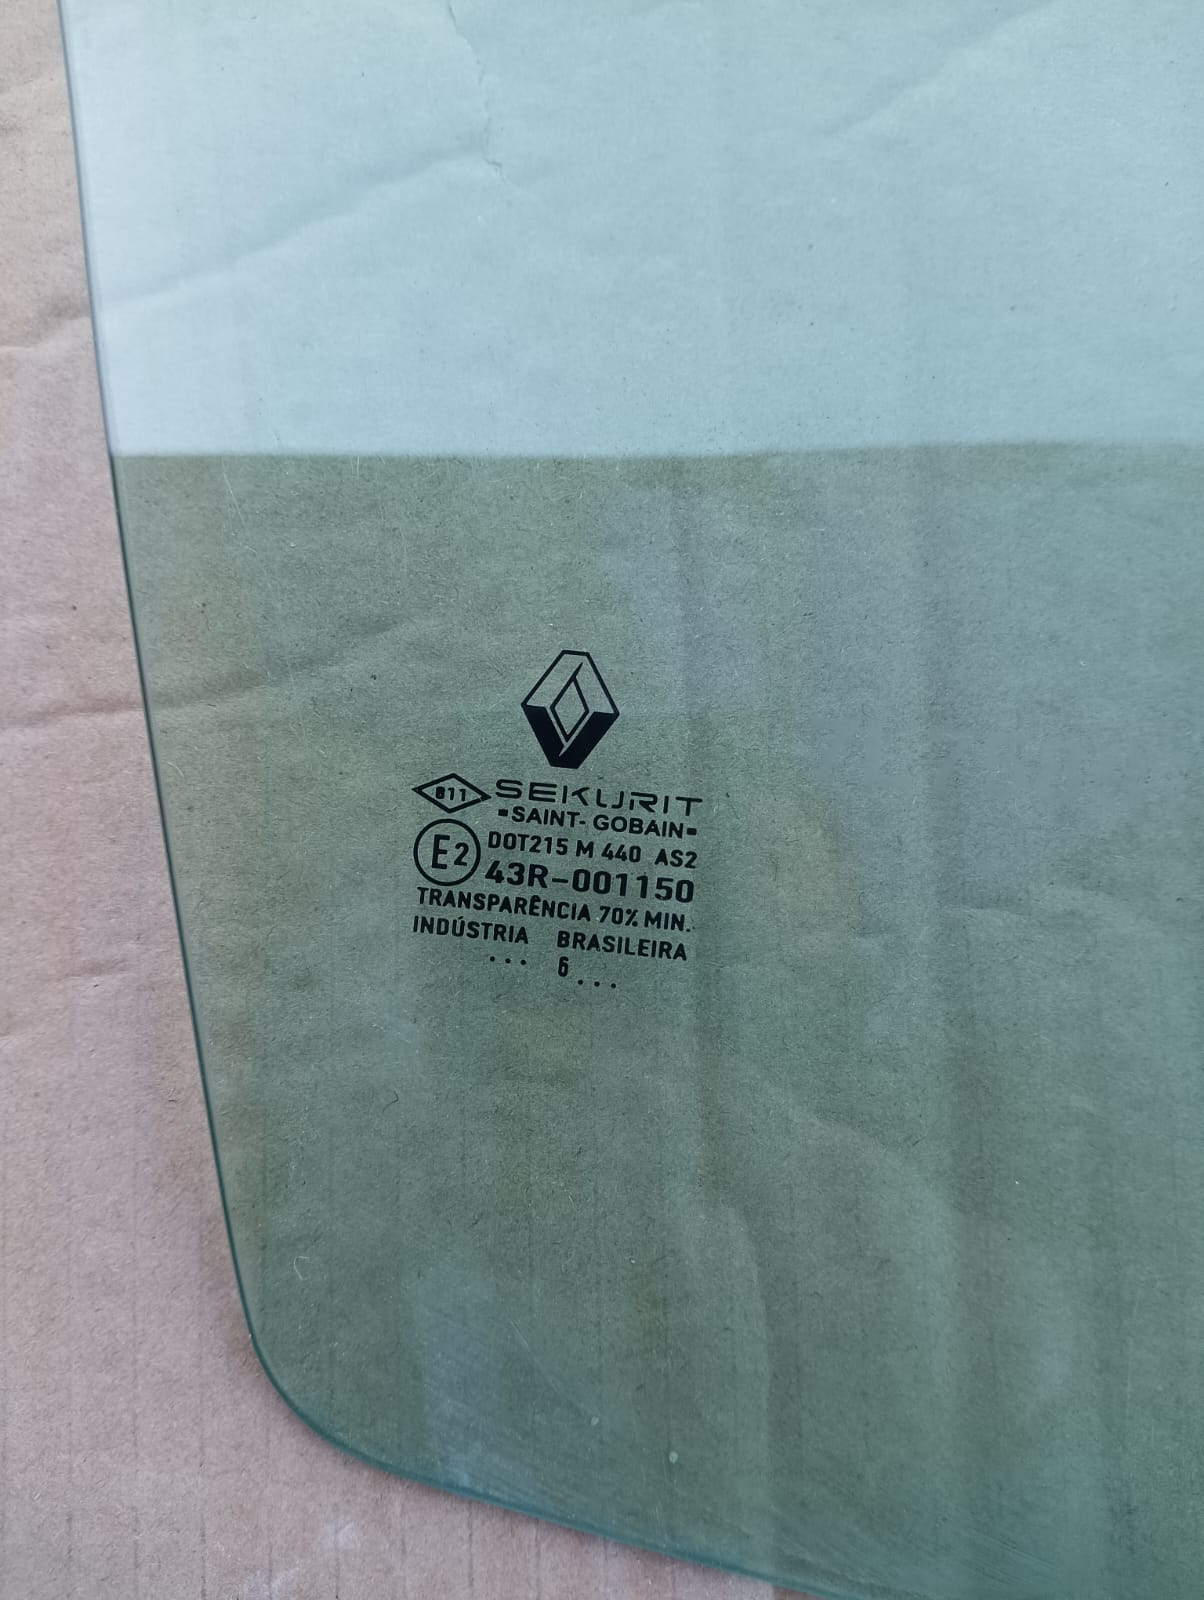 811 SEKURIT
SAINT-GOBAIN
E2 DOT215 M 440 AS2
43R-001150
TRANSPARÊNCIA 70% MIN.
INDÚSTRIA BRASILEIRA
... 6 ...